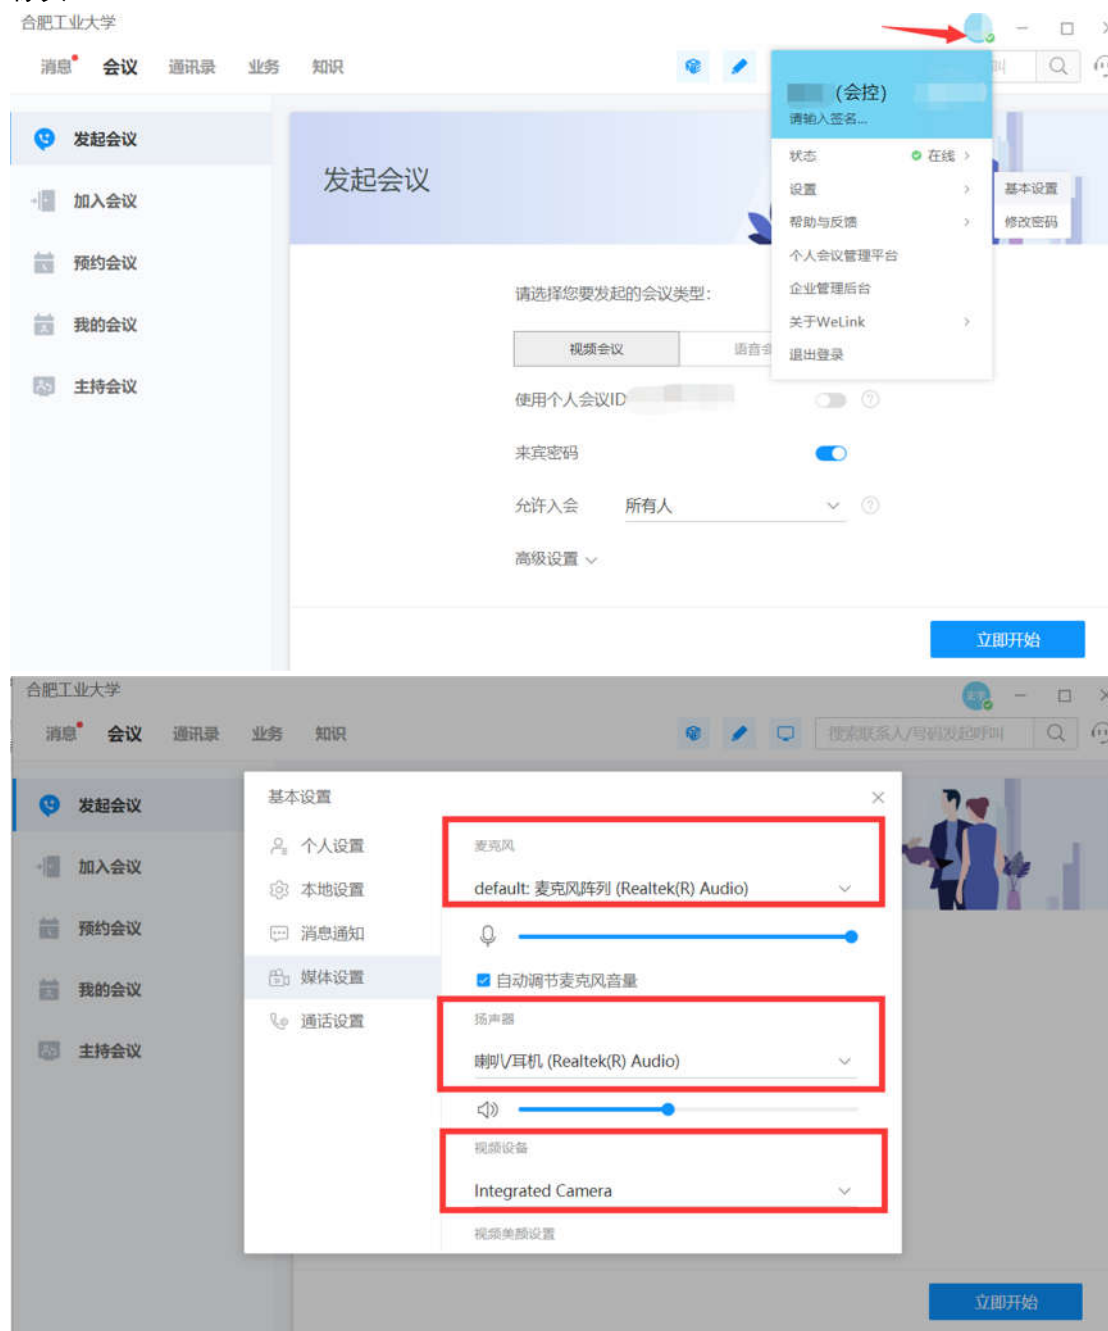 合肥工业大学
消息 会议 通讯录 业务 知识
(会控)
请输入签名...
发起会议
加入会议
预约会议
我的会议
主持会议
发起会议
状态 在线
设置
帮助与反馈
个人会议管理平台
企业管理后台
关于WeLink
退出登录
基本设置
修改密码
请选择您要发起的会议类型:
视频会议 语音
使用个人会议ID
来宾密码
允许入会 所有人
高级设置
立即开始
合肥工业大学
消息 会议 通讯录 业务 知识
搜索联系人/号码发起呼叫
发起会议
加入会议
预约会议
我的会议
主持会议
基本设置
个人设置
本地设置
消息通知
媒体设置
通话设置
麦克风
default: 麦克风阵列 (Realtek(R) Audio)
自动调节麦克风音量
扬声器
喇叭/耳机 (Realtek(R) Audio)
视频设备
Integrated Camera
视频美颜设置
立即开始